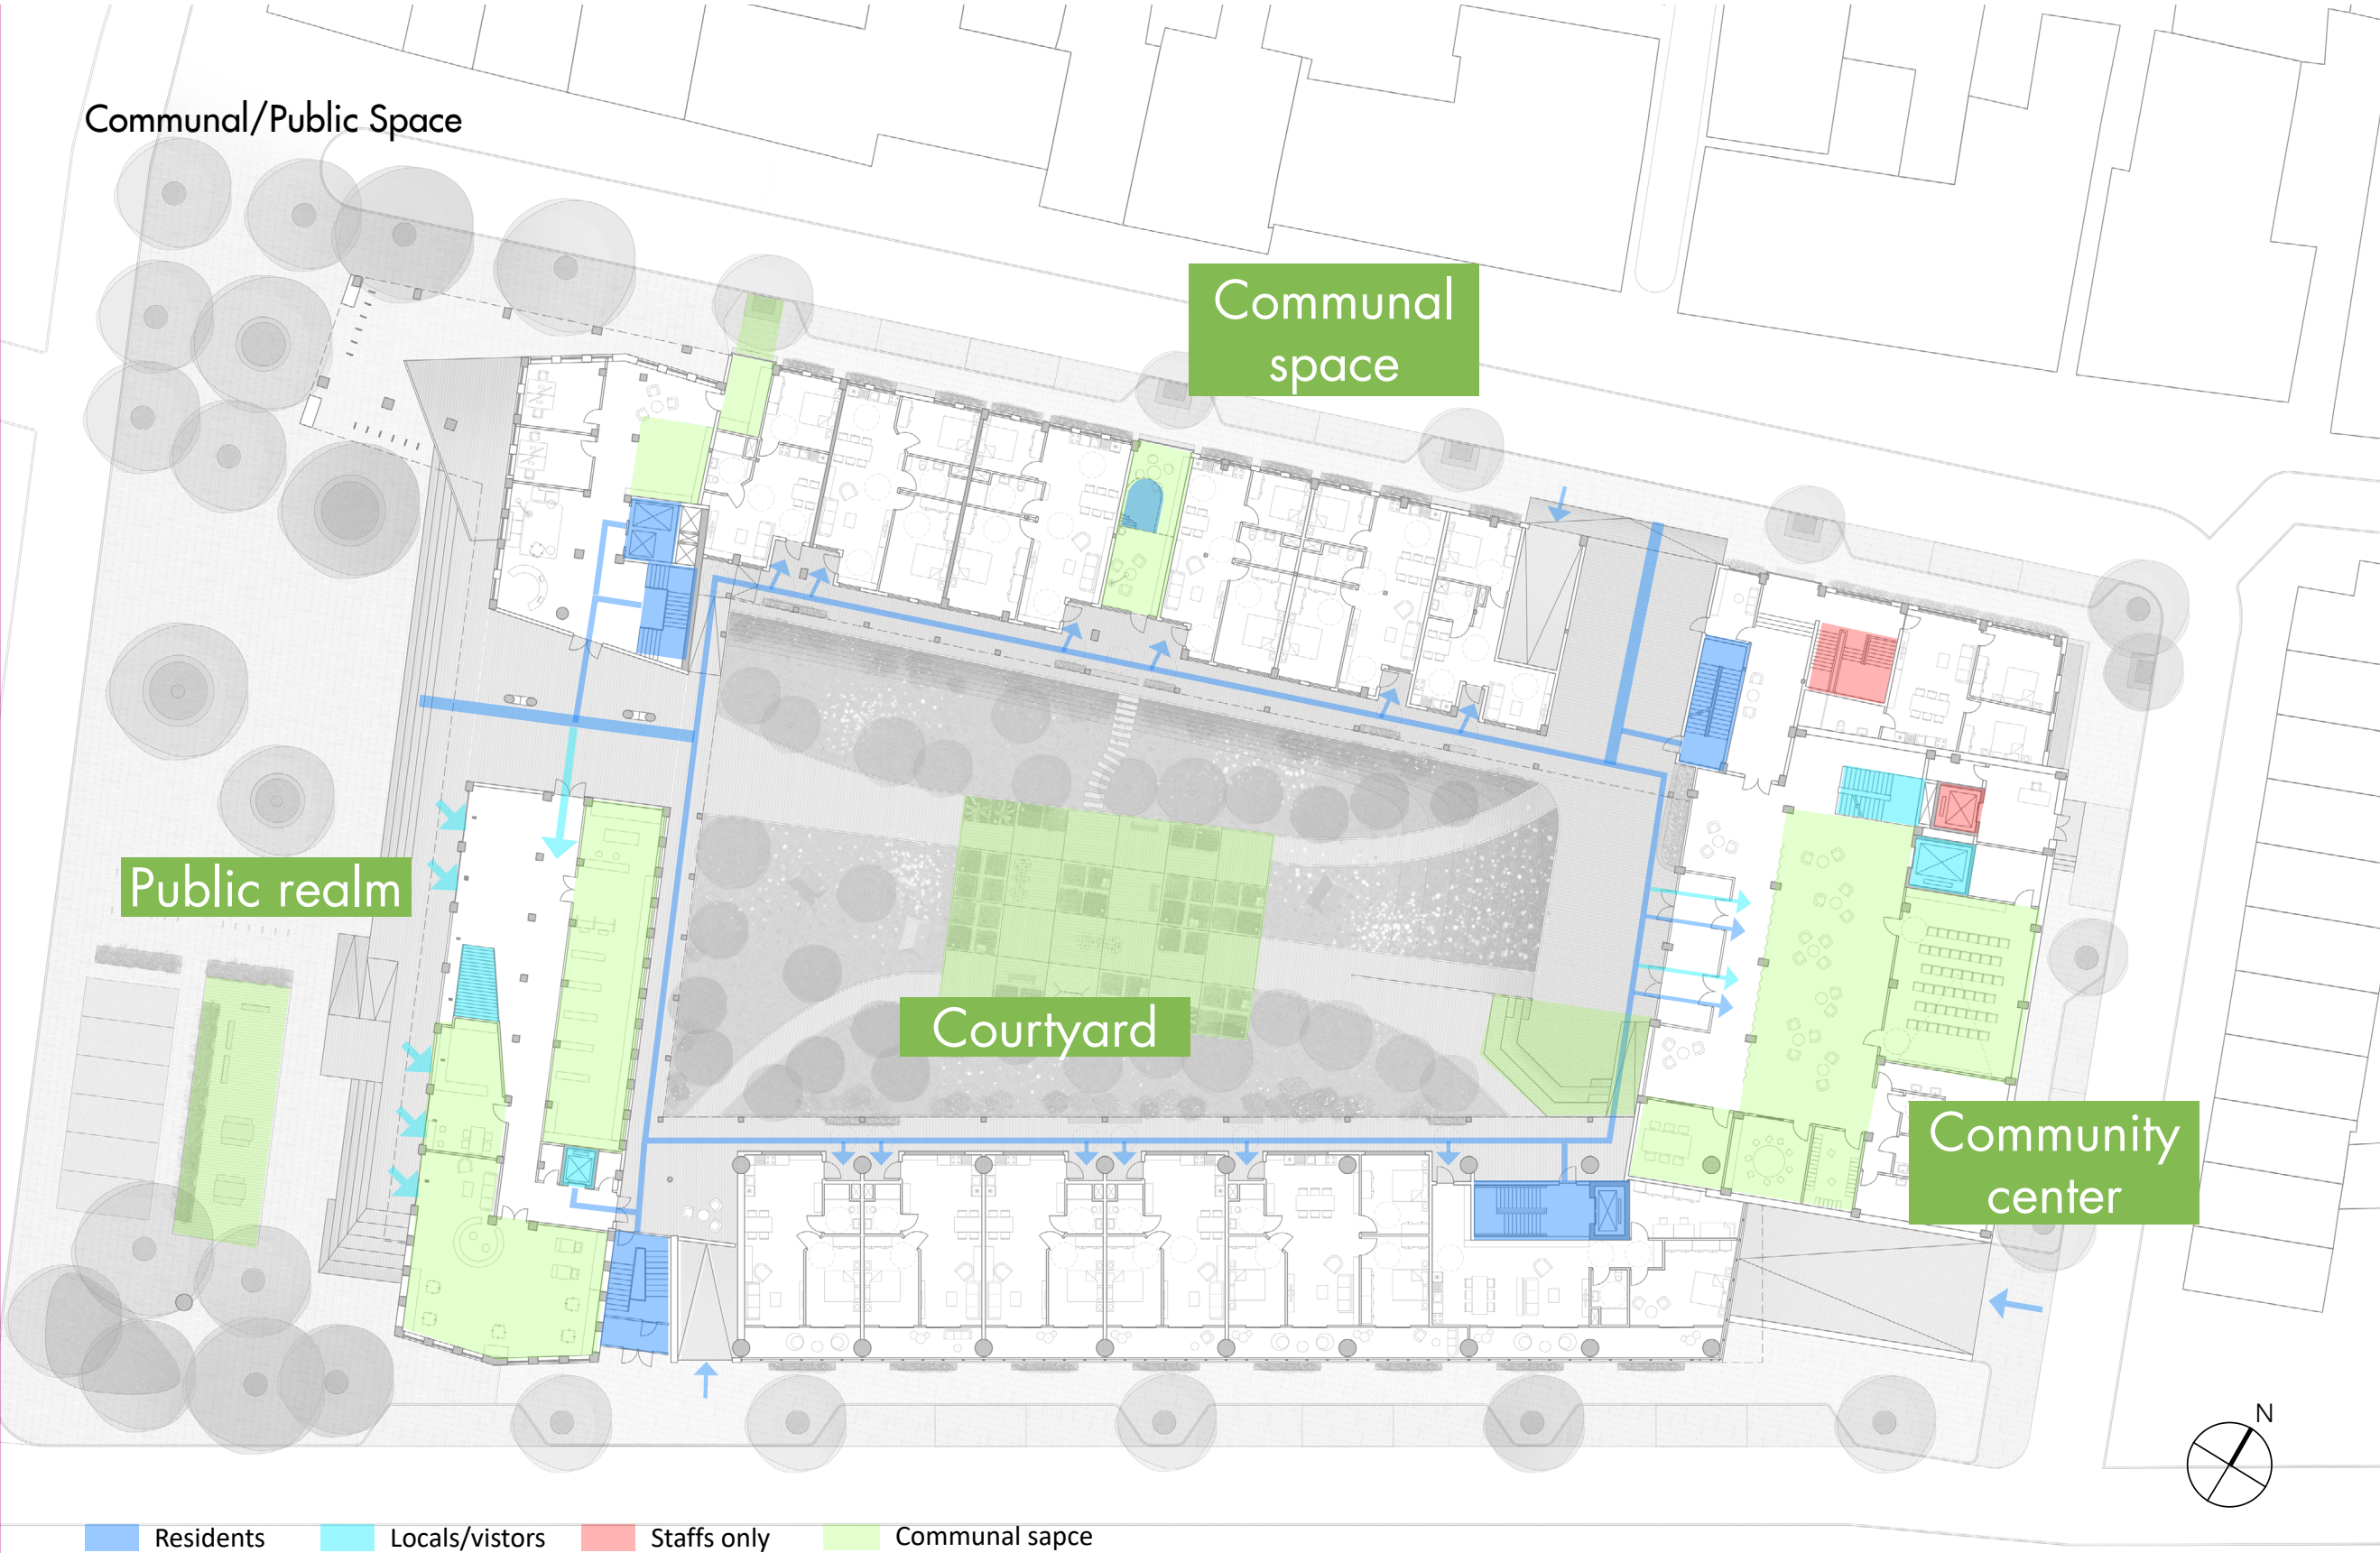 Communal/Public Space
Communal
space
Public realm
Courtyard
Community
center
N
Residents
Locals/vistors
Staffs only
Communal sapce